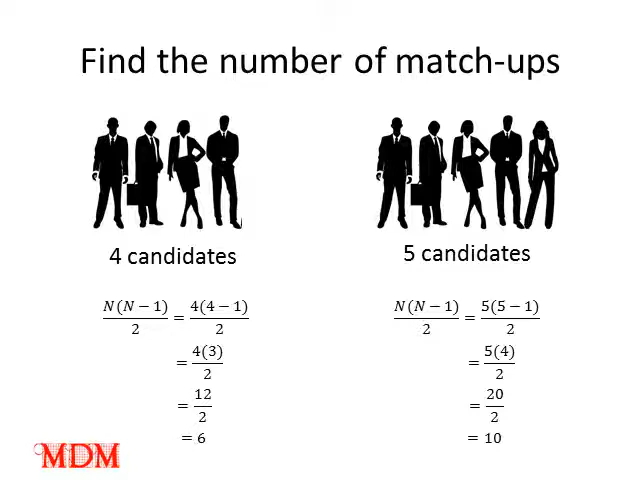 Find the number of match-ups
4 candidates
N(N − 1)/2 = 4(4 − 1)/2
= 4(3)/2
= 12/2
= 6
5 candidates
N(N − 1)/2 = 5(5 − 1)/2
= 5(4)/2
= 20/2
= 10
MDM